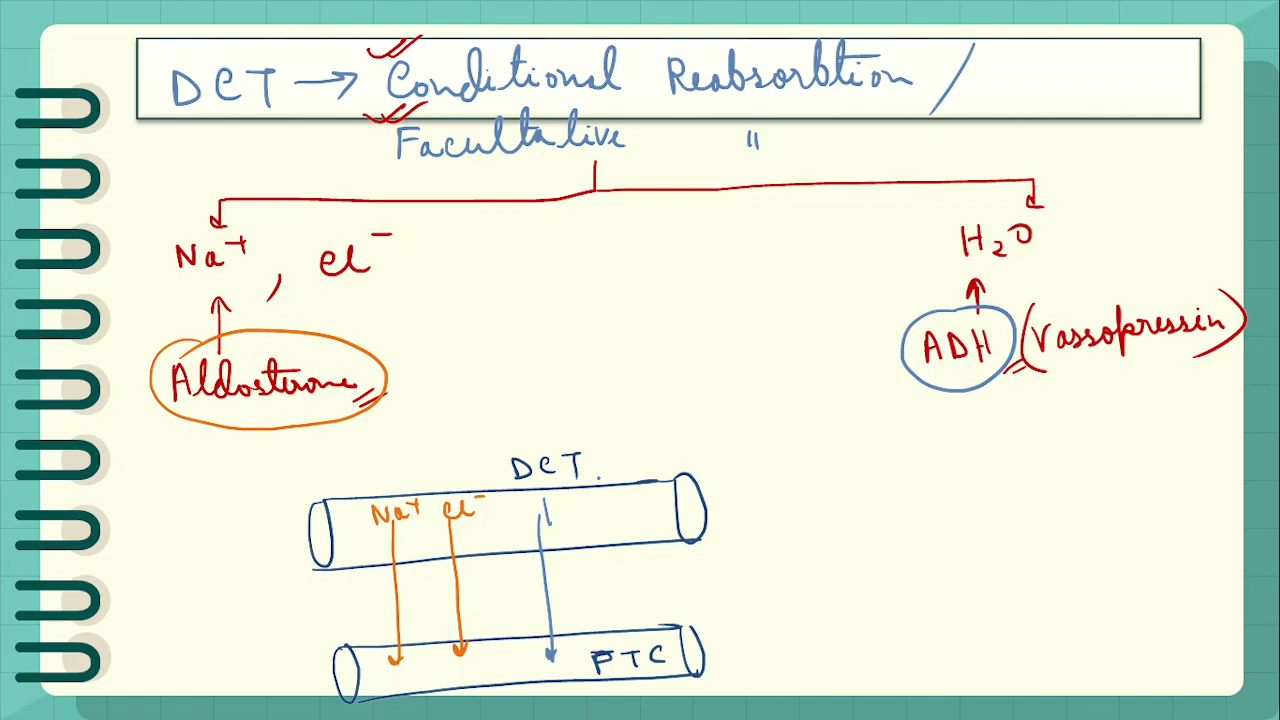 DCT → Conditional Reabsorbtion /
Facultative "
Na⁺, Cl⁻
H₂O
Aldosterone
ADH (Vassopressin)
DCT.
Na⁺ Cl⁻
PTC